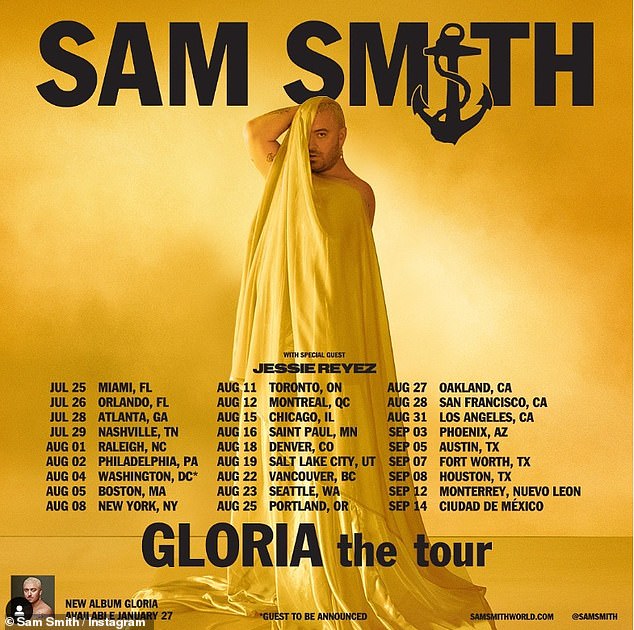 SAM SMITH
WITH SPECIAL GUEST
JESSIE REYEZ
JUL 25 MIAMI, FL
JUL 26 ORLANDO, FL
JUL 28 ATLANTA, GA
JUL 29 NASHVILLE, TN
AUG 01 RALEIGH, NC
AUG 02 PHILADELPHIA, PA
AUG 04 WASHINGTON, DC*
AUG 05 BOSTON, MA
AUG 08 NEW YORK, NY
AUG 11 TORONTO, ON
AUG 12 MONTREAL, QC
AUG 15 CHICAGO, IL
AUG 16 SAINT PAUL, MN
AUG 18 DENVER, CO
AUG 19 SALT LAKE CITY, UT
AUG 22 VANCOUVER, BC
AUG 23 SEATTLE, WA
AUG 25 PORTLAND, OR
AUG 27 OAKLAND, CA
AUG 28 SAN FRANCISCO, CA
AUG 31 LOS ANGELES, CA
SEP 03 PHOENIX, AZ
SEP 05 AUSTIN, TX
SEP 07 FORT WORTH, TX
SEP 08 HOUSTON, TX
SEP 12 MONTERREY, NUEVO LEON
SEP 14 CIUDAD DE MÉXICO
GLORIA the tour
NEW ALBUM GLORIA
AVAILABLE JANUARY 27
*GUEST TO BE ANNOUNCED
SAMSMITHWORLD.COM
@SAMSMITH
© Sam Smith / Instagram